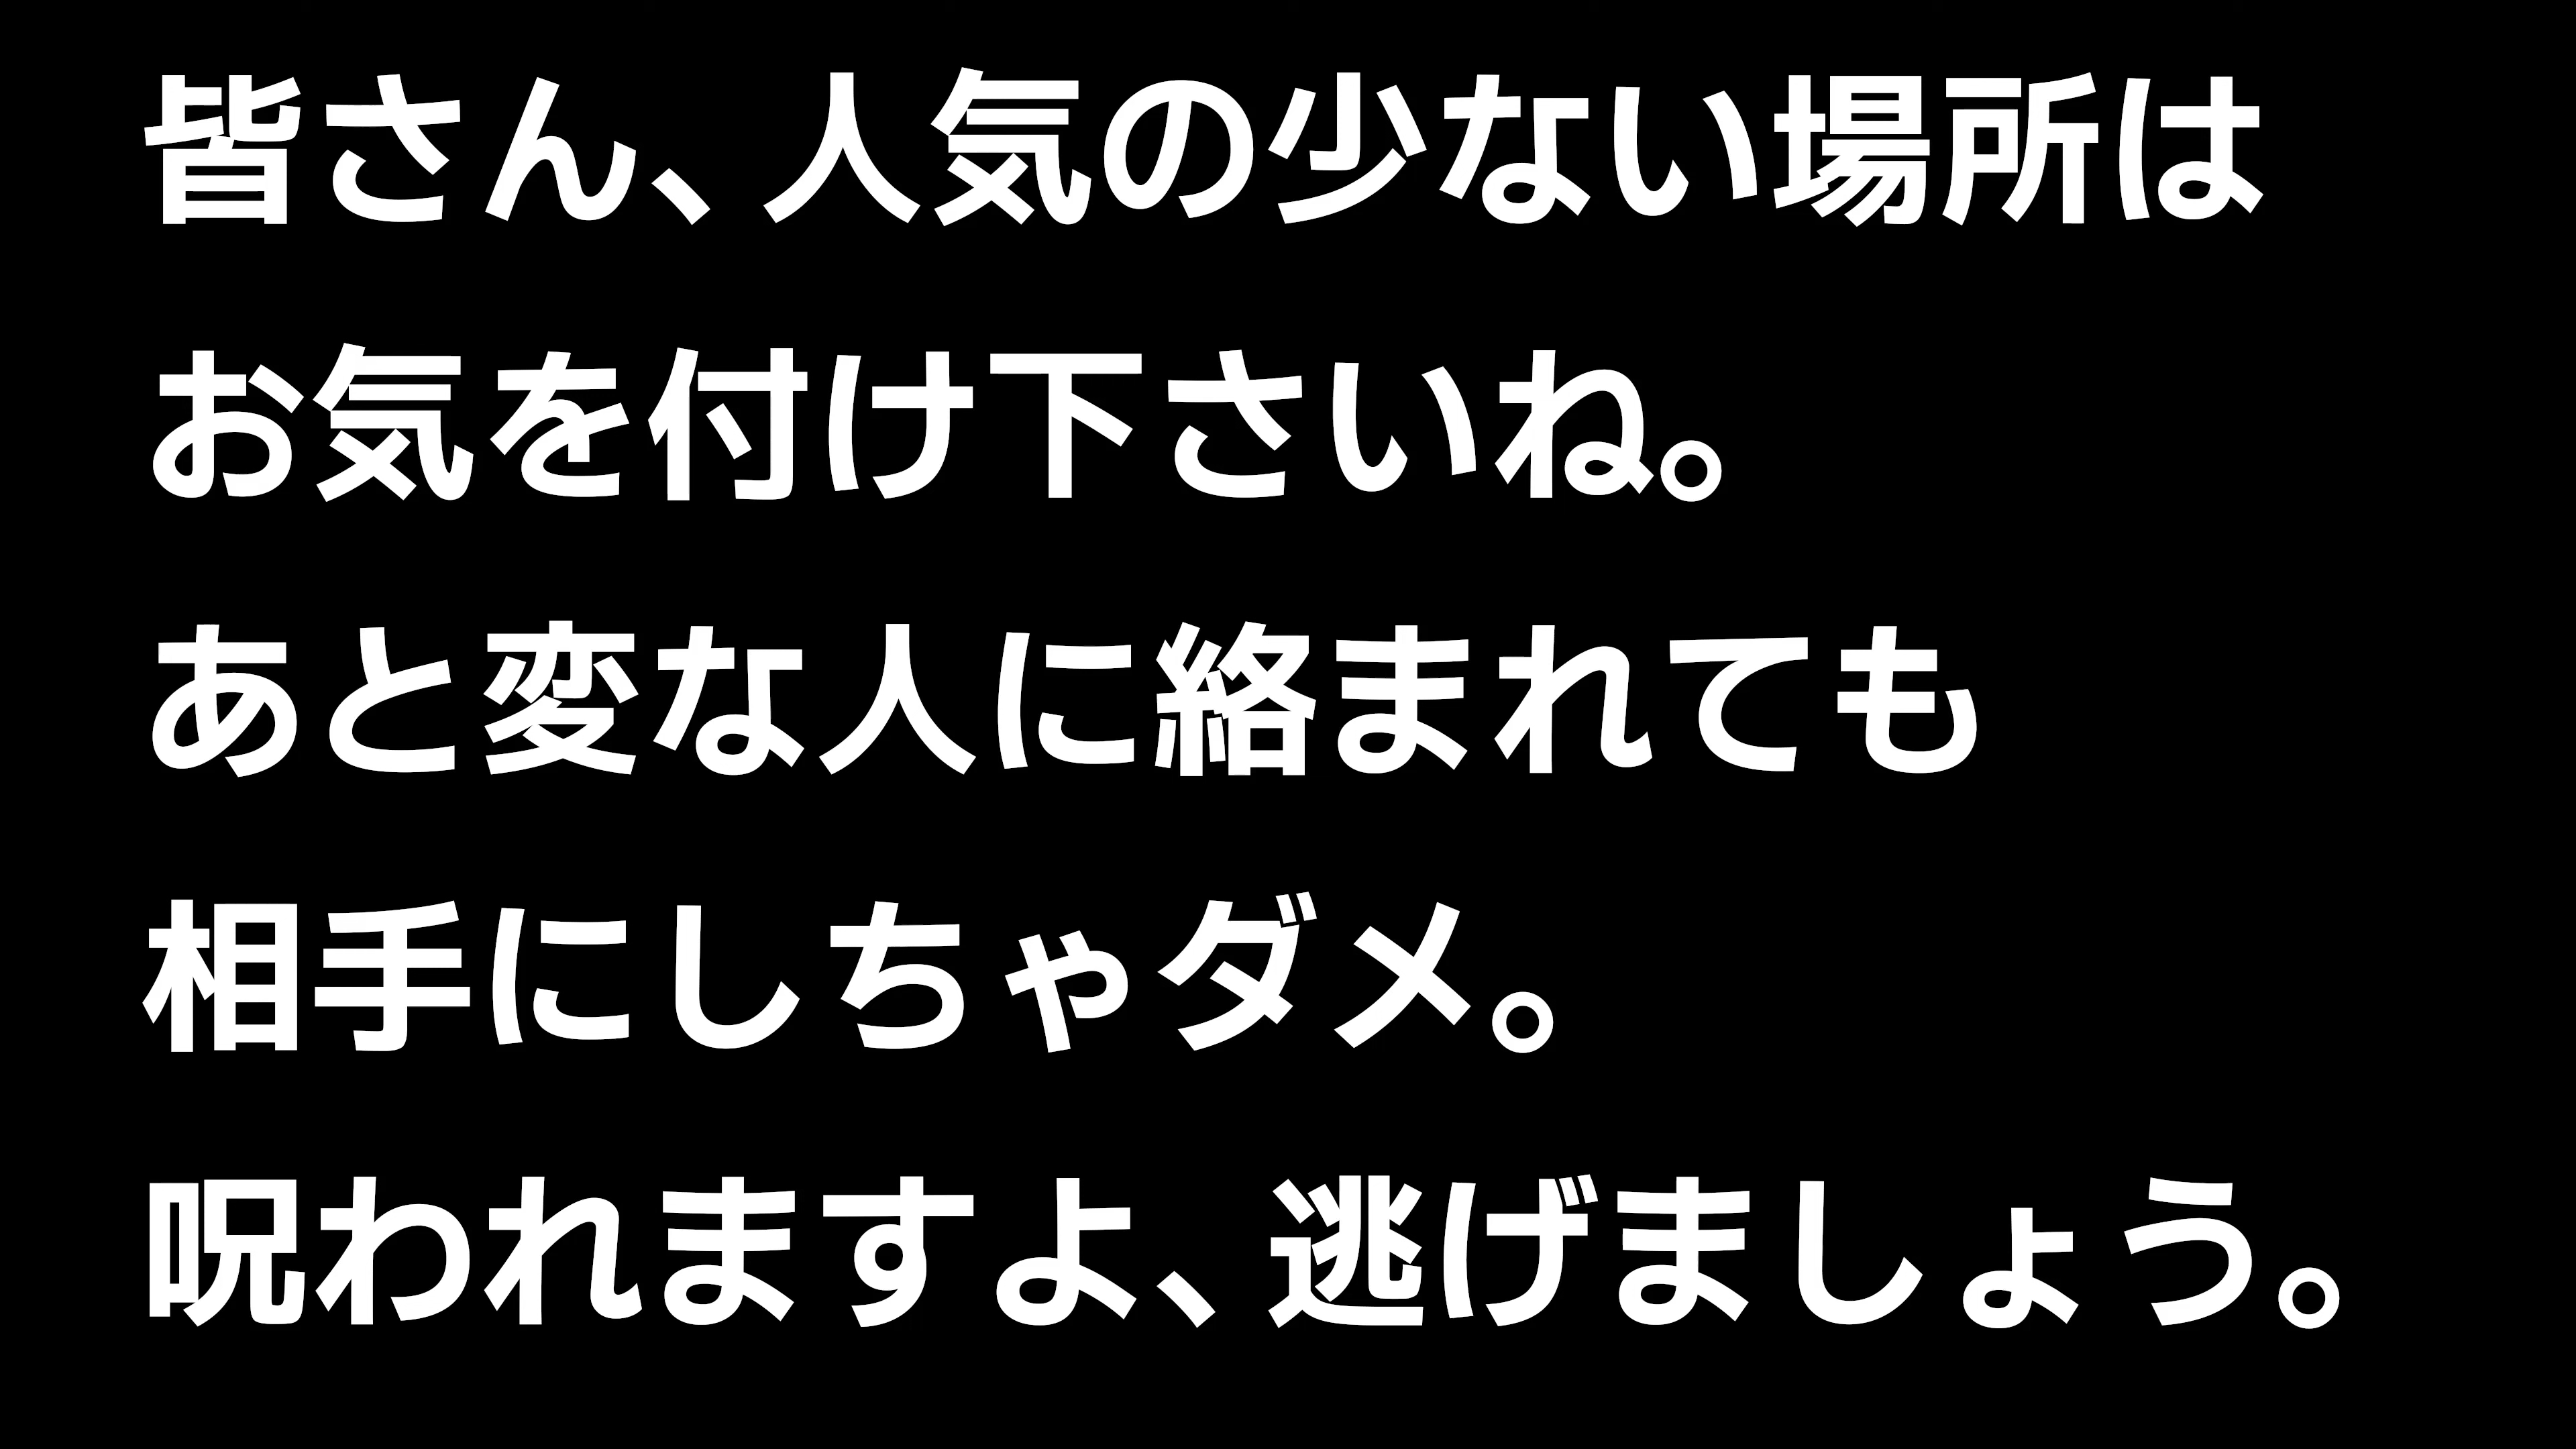 皆さん、人気の少ない場所は
お気を付け下さいね。
あと変な人に絡まれても
相手にしちゃダメ。
呪われますよ、逃げましょう。